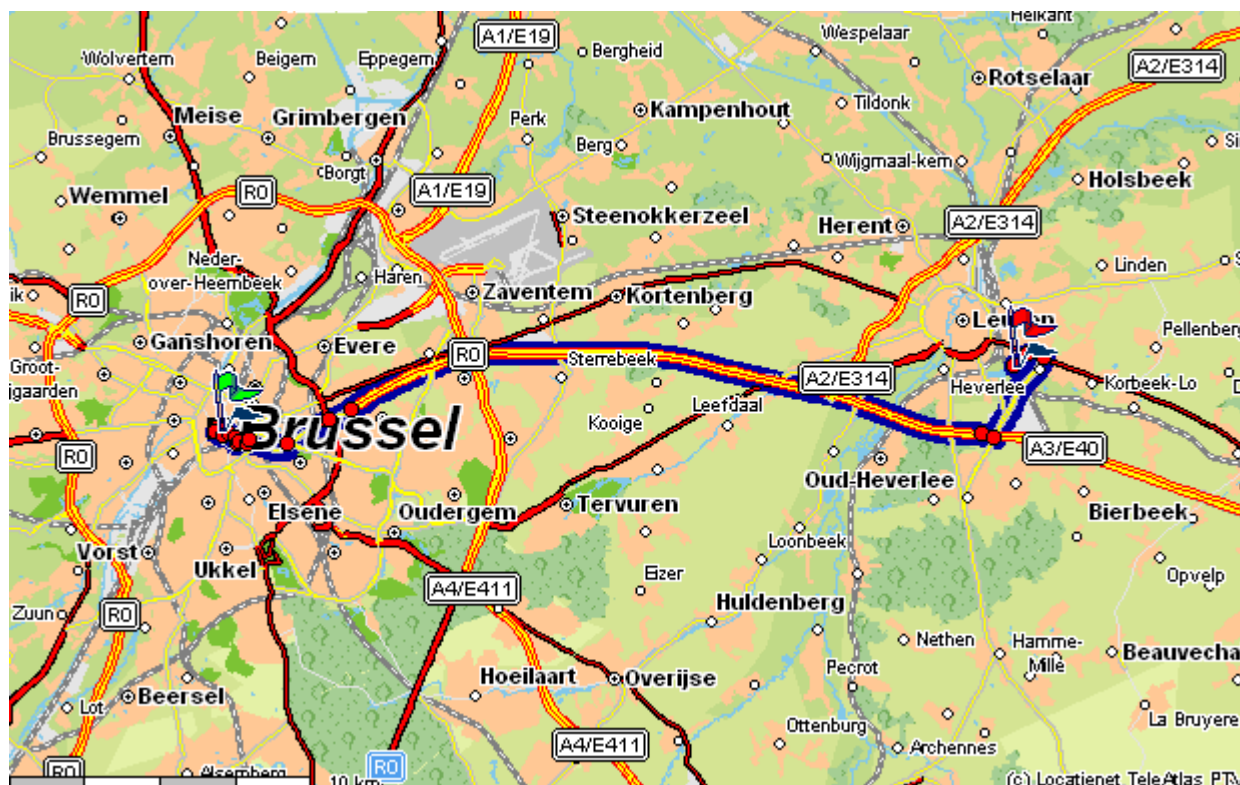 Helkant
A1/E19
Wespelaar
Wolvertem
Beigem
Eppegem
Bergheid
A2/E314
Rotselaar
Meise
Grimbergen
Kampenhout
Tildonk
Brussegem
Perk
Berg
Wijgmaal-kern
Borgt
A1/E19
Holsbeek
Wemmel
R0
Steenokkerzeel
Herent
A2/E314
Neder-
over-Heembeek
Haren
Linden
R0
Zaventem
Kortenberg
Leuven
Ganshoren
Evere
R0
Sterrebeek
Pellenberg
Groot-
A2/E314
Heverlee
Korbeek-Lo
Leefdaal
Brussel
Kooige
R0
A3/E40
Oud-Heverlee
Elsene
Oudergem
Tervuren
Bierbeek
Vorst
Ukkel
Loonbeek
Eizer
Opvelp
A4/E411
Zuun
R0
Huldenberg
Nethen
Hamme-
Mille
Beauvecha
Hoeilaart
Overijse
Pecrot
Beersel
Lot
La Bruyere
Ottenburg
A4/E411
Archennes
R0
Alsemberg
10 km
R0
(c) Locatienet TeleAtlas PTV